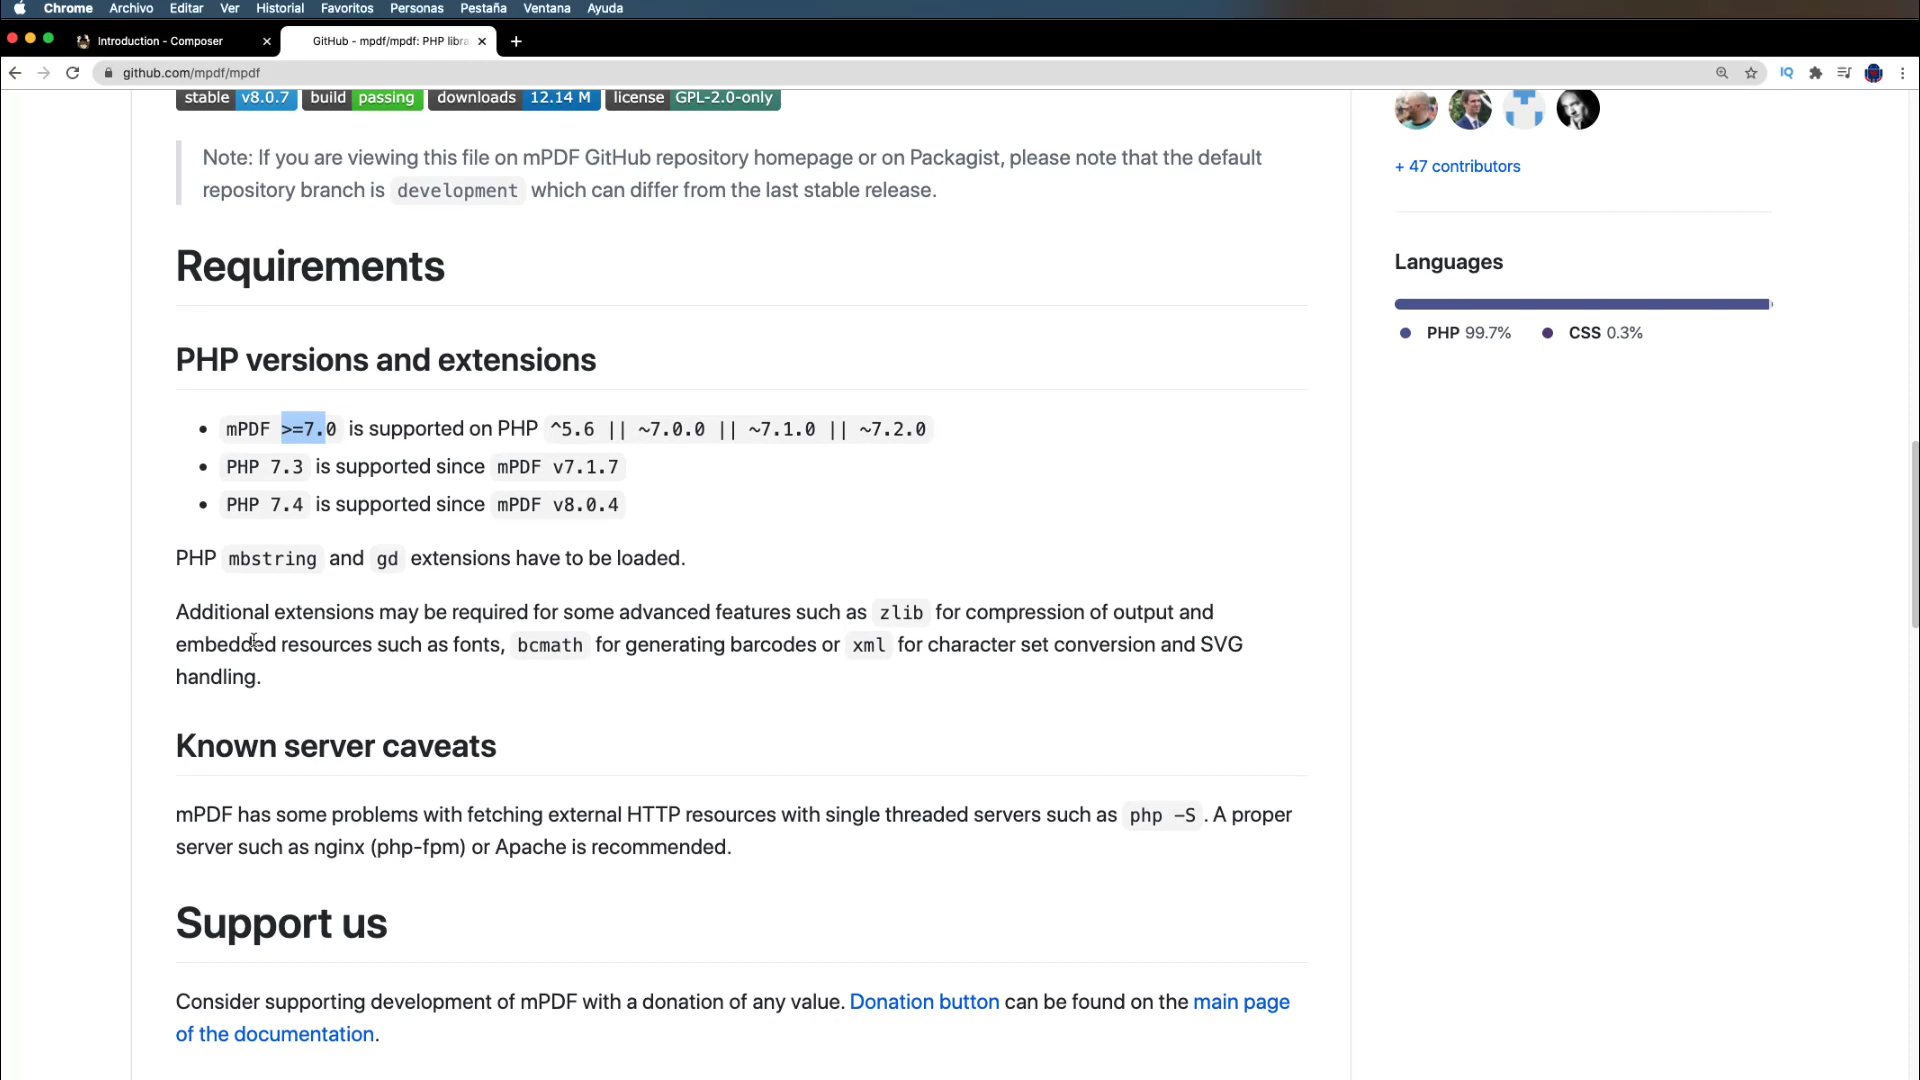 Chrome Archivo Editar Ver Historial Favoritos Personas Pestaña Ventana Ayuda
Introduction - Composer
GitHub - mpdf/mpdf: PHP libra
github.com/mpdf/mpdf
IQ
stable v8.0.7 build passing downloads 12.14 M license GPL-2.0-only
Note: If you are viewing this file on mPDF GitHub repository homepage or on Packagist, please note that the default
repository branch is development which can differ from the last stable release.
Requirements
PHP versions and extensions
• mPDF >=7.0 is supported on PHP ^5.6 || ~7.0.0 || ~7.1.0 || ~7.2.0
• PHP 7.3 is supported since mPDF v7.1.7
• PHP 7.4 is supported since mPDF v8.0.4
PHP mbstring and gd extensions have to be loaded.
Additional extensions may be required for some advanced features such as zlib for compression of output and
embedded resources such as fonts, bcmath for generating barcodes or xml for character set conversion and SVG
handling.
Known server caveats
mPDF has some problems with fetching external HTTP resources with single threaded servers such as php -S . A proper
server such as nginx (php-fpm) or Apache is recommended.
Support us
Consider supporting development of mPDF with a donation of any value. Donation button can be found on the main page
of the documentation.
+ 47 contributors
Languages
PHP 99.7% CSS 0.3%